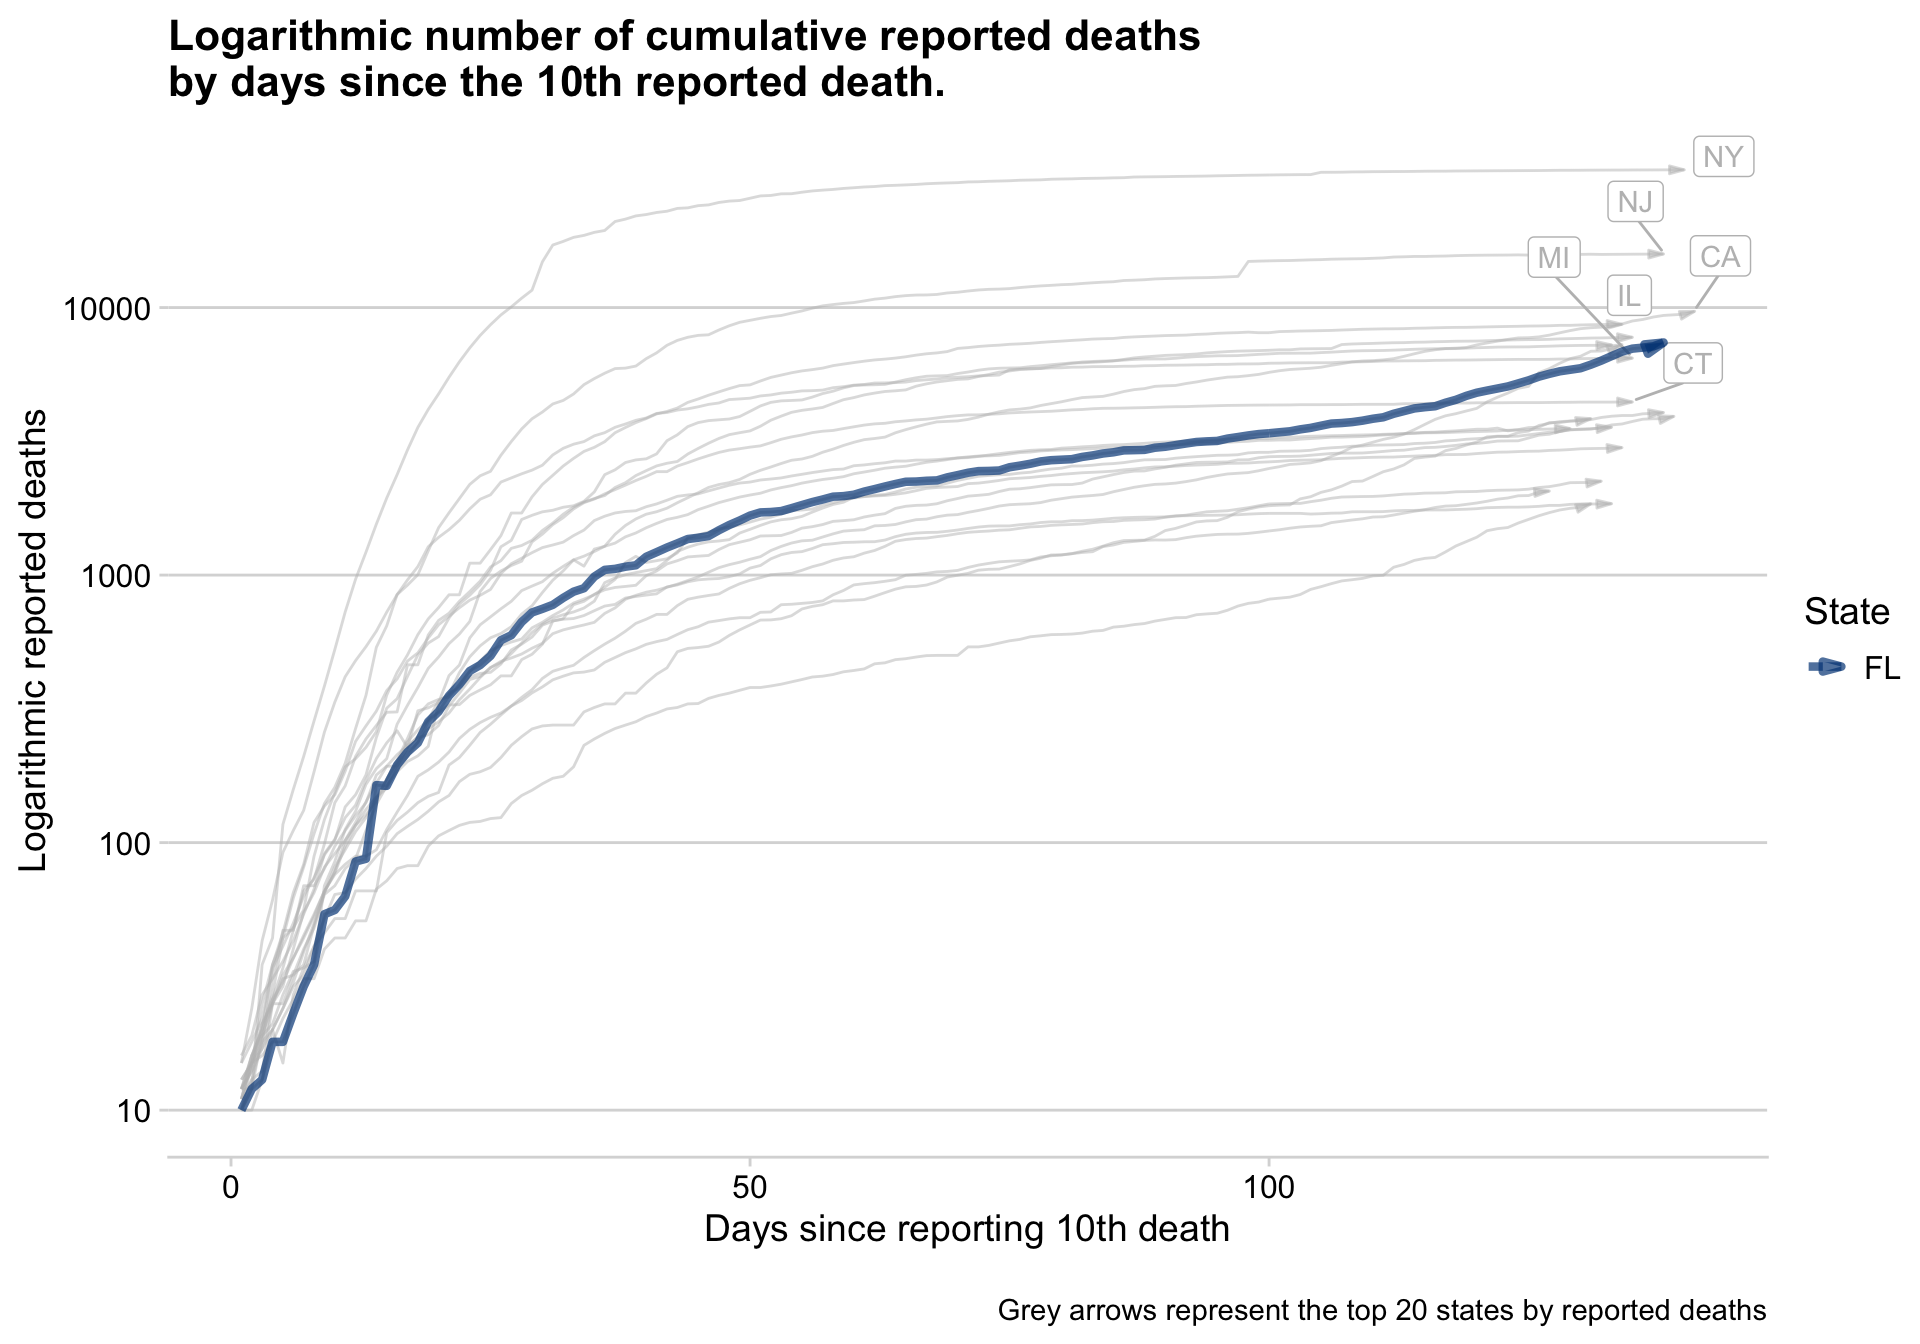 Logarithmic number of cumulative reported deaths
by days since the 10th reported death.
NY
NJ
MI
CA
IL
CT
10000
1000
100
10
Logarithmic reported deaths
0
50
100
Days since reporting 10th death
State
FL
Grey arrows represent the top 20 states by reported deaths